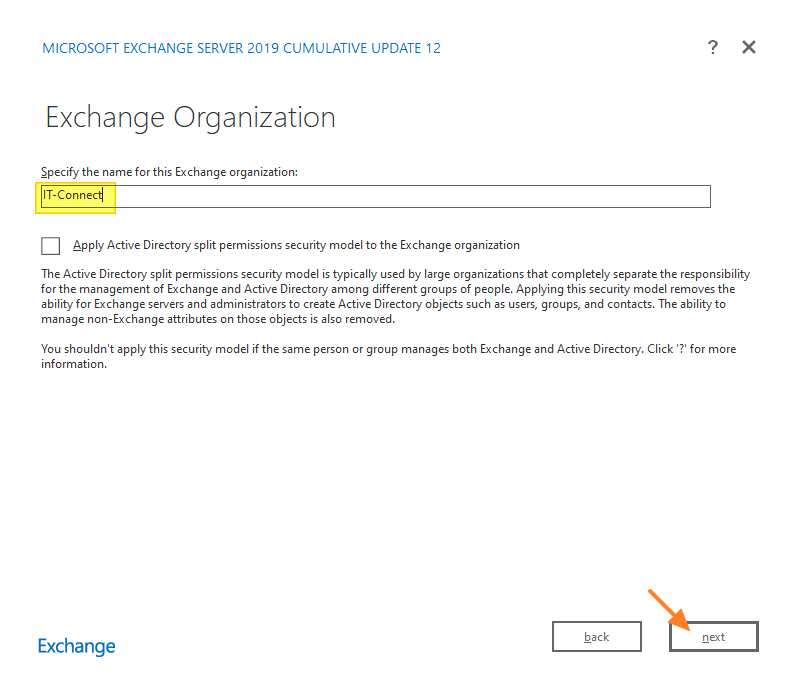 MICROSOFT EXCHANGE SERVER 2019 CUMULATIVE UPDATE 12
?
Exchange Organization
Specify the name for this Exchange organization:
IT-Connect
Apply Active Directory split permissions security model to the Exchange organization
The Active Directory split permissions security model is typically used by large organizations that completely separate the responsibility
for the management of Exchange and Active Directory among different groups of people. Applying this security model removes the
ability for Exchange servers and administrators to create Active Directory objects such as users, groups, and contacts. The ability to
manage non-Exchange attributes on those objects is also removed.
You shouldn't apply this security model if the same person or group manages both Exchange and Active Directory. Click '?' for more
information.
Exchange
back
next